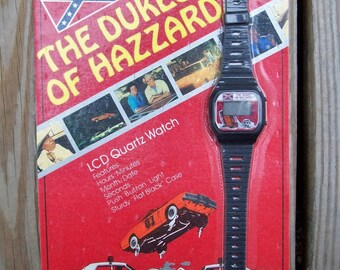 THE DUKES
OF HAZZARD
LCD Quartz Watch
Features:
Hours-Minutes
Month-Date
Seconds
Push Button Light
Sturdy "Flat Black" Case
01